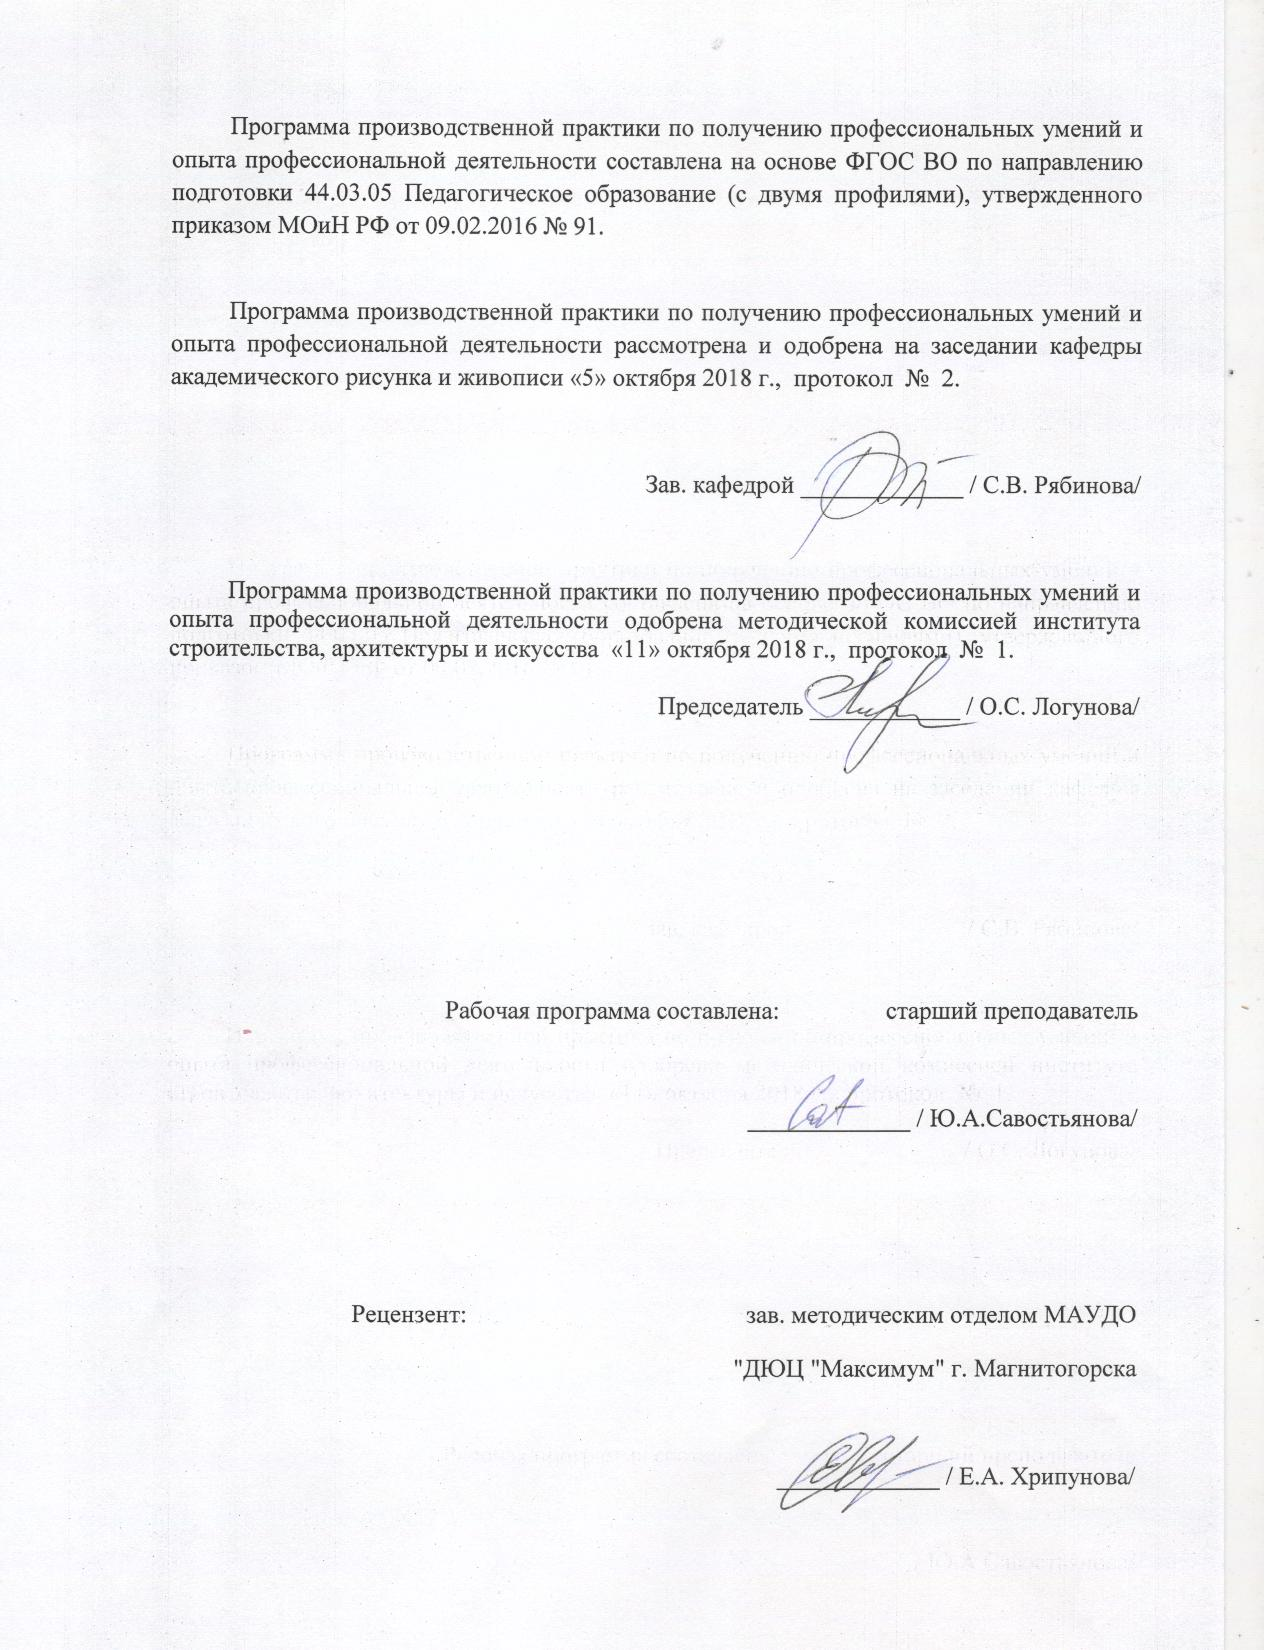 Программа производственной практики по получению профессиональных умений и
опыта профессиональной деятельности составлена на основе ФГОС ВО по направлению
подготовки 44.03.05 Педагогическое образование (с двумя профилями), утвержденного
приказом МОиН РФ от 09.02.2016 № 91.
Программа производственной практики по получению профессиональных умений и
опыта профессиональной деятельности рассмотрена и одобрена на заседании кафедры
академического рисунка и живописи «5» октября 2018 г., протокол № 2.
Зав. кафедрой _____________ / С.В. Рябинова/
Программа производственной практики по получению профессиональных умений и
опыта профессиональной деятельности одобрена методической комиссией института
строительства, архитектуры и искусства «11» октября 2018 г., протокол № 1.
Председатель ____________ / О.С. Логунова/
Рабочая программа составлена: старший преподаватель
_____________ / Ю.А.Савостьянова/
Рецензент: зав. методическим отделом МАУДО
"ДЮЦ "Максимум" г. Магнитогорска
_____________ / Е.А. Хрипунова/